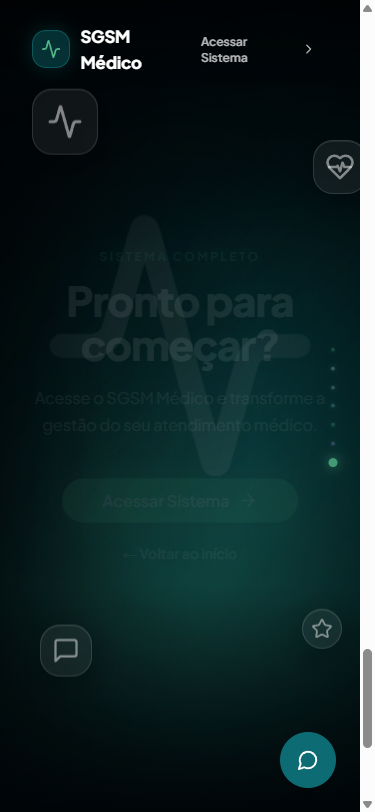 SGSM
Médico
Acessar
Sistema
SISTEMA COMPLETO
Pronto para
começar?
Acesse o SGSM Médico e transforme a
gestão do seu atendimento médico.
Acessar Sistema →
← Voltar ao início